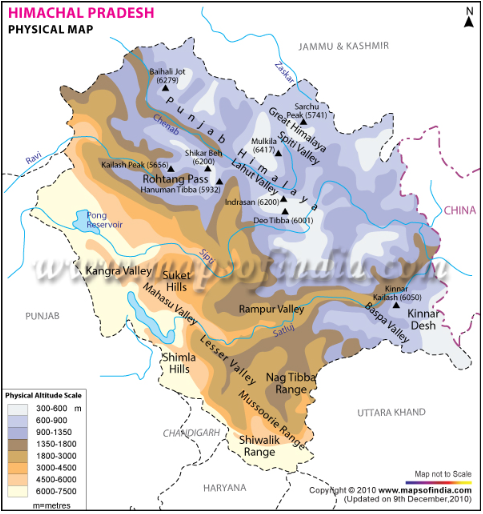 HIMACHAL PRADESH
PHYSICAL MAP
N
JAMMU & KASHMIR
Baihali Jot
(6279)
Zaskar
Sarchu
Peak (5741)
Punjab Himalaya
Great Himalaya
Chenab
Spiti Valley
Mulkila
(6417)
Ravi
Shikar Beh
(6200)
Kailash Peak (5656)
Lahul Valley
Rohtang Pass
Hanuman Tibba (5932)
Indrasan (6200)
Deo Tibba (6001)
CHINA
Pong
Reservoir
Sipti
www.mapsofindia.com
Kangra Valley
Suket
Hills
Kinnar
Kailash (6050)
Mahasu Valley
Rampur Valley
Baspa Valley
Kinnar
Desh
PUNJAB
Satluj
Lesser Valley
Shimla
Hills
Nag Tibba
Range
Mussoorie Range
UTTARA KHAND
CHANDIGARH
Shiwalik
Range
HARYANA
Physical Altitude Scale
300-600 m
600-900
900-1350
1350-1800
1800-3000
3000-4500
4500-6000
6000-7500
m=metres
Map not to Scale
Copyright © 2010 www.mapsofindia.com
(Updated on 9th December,2010)